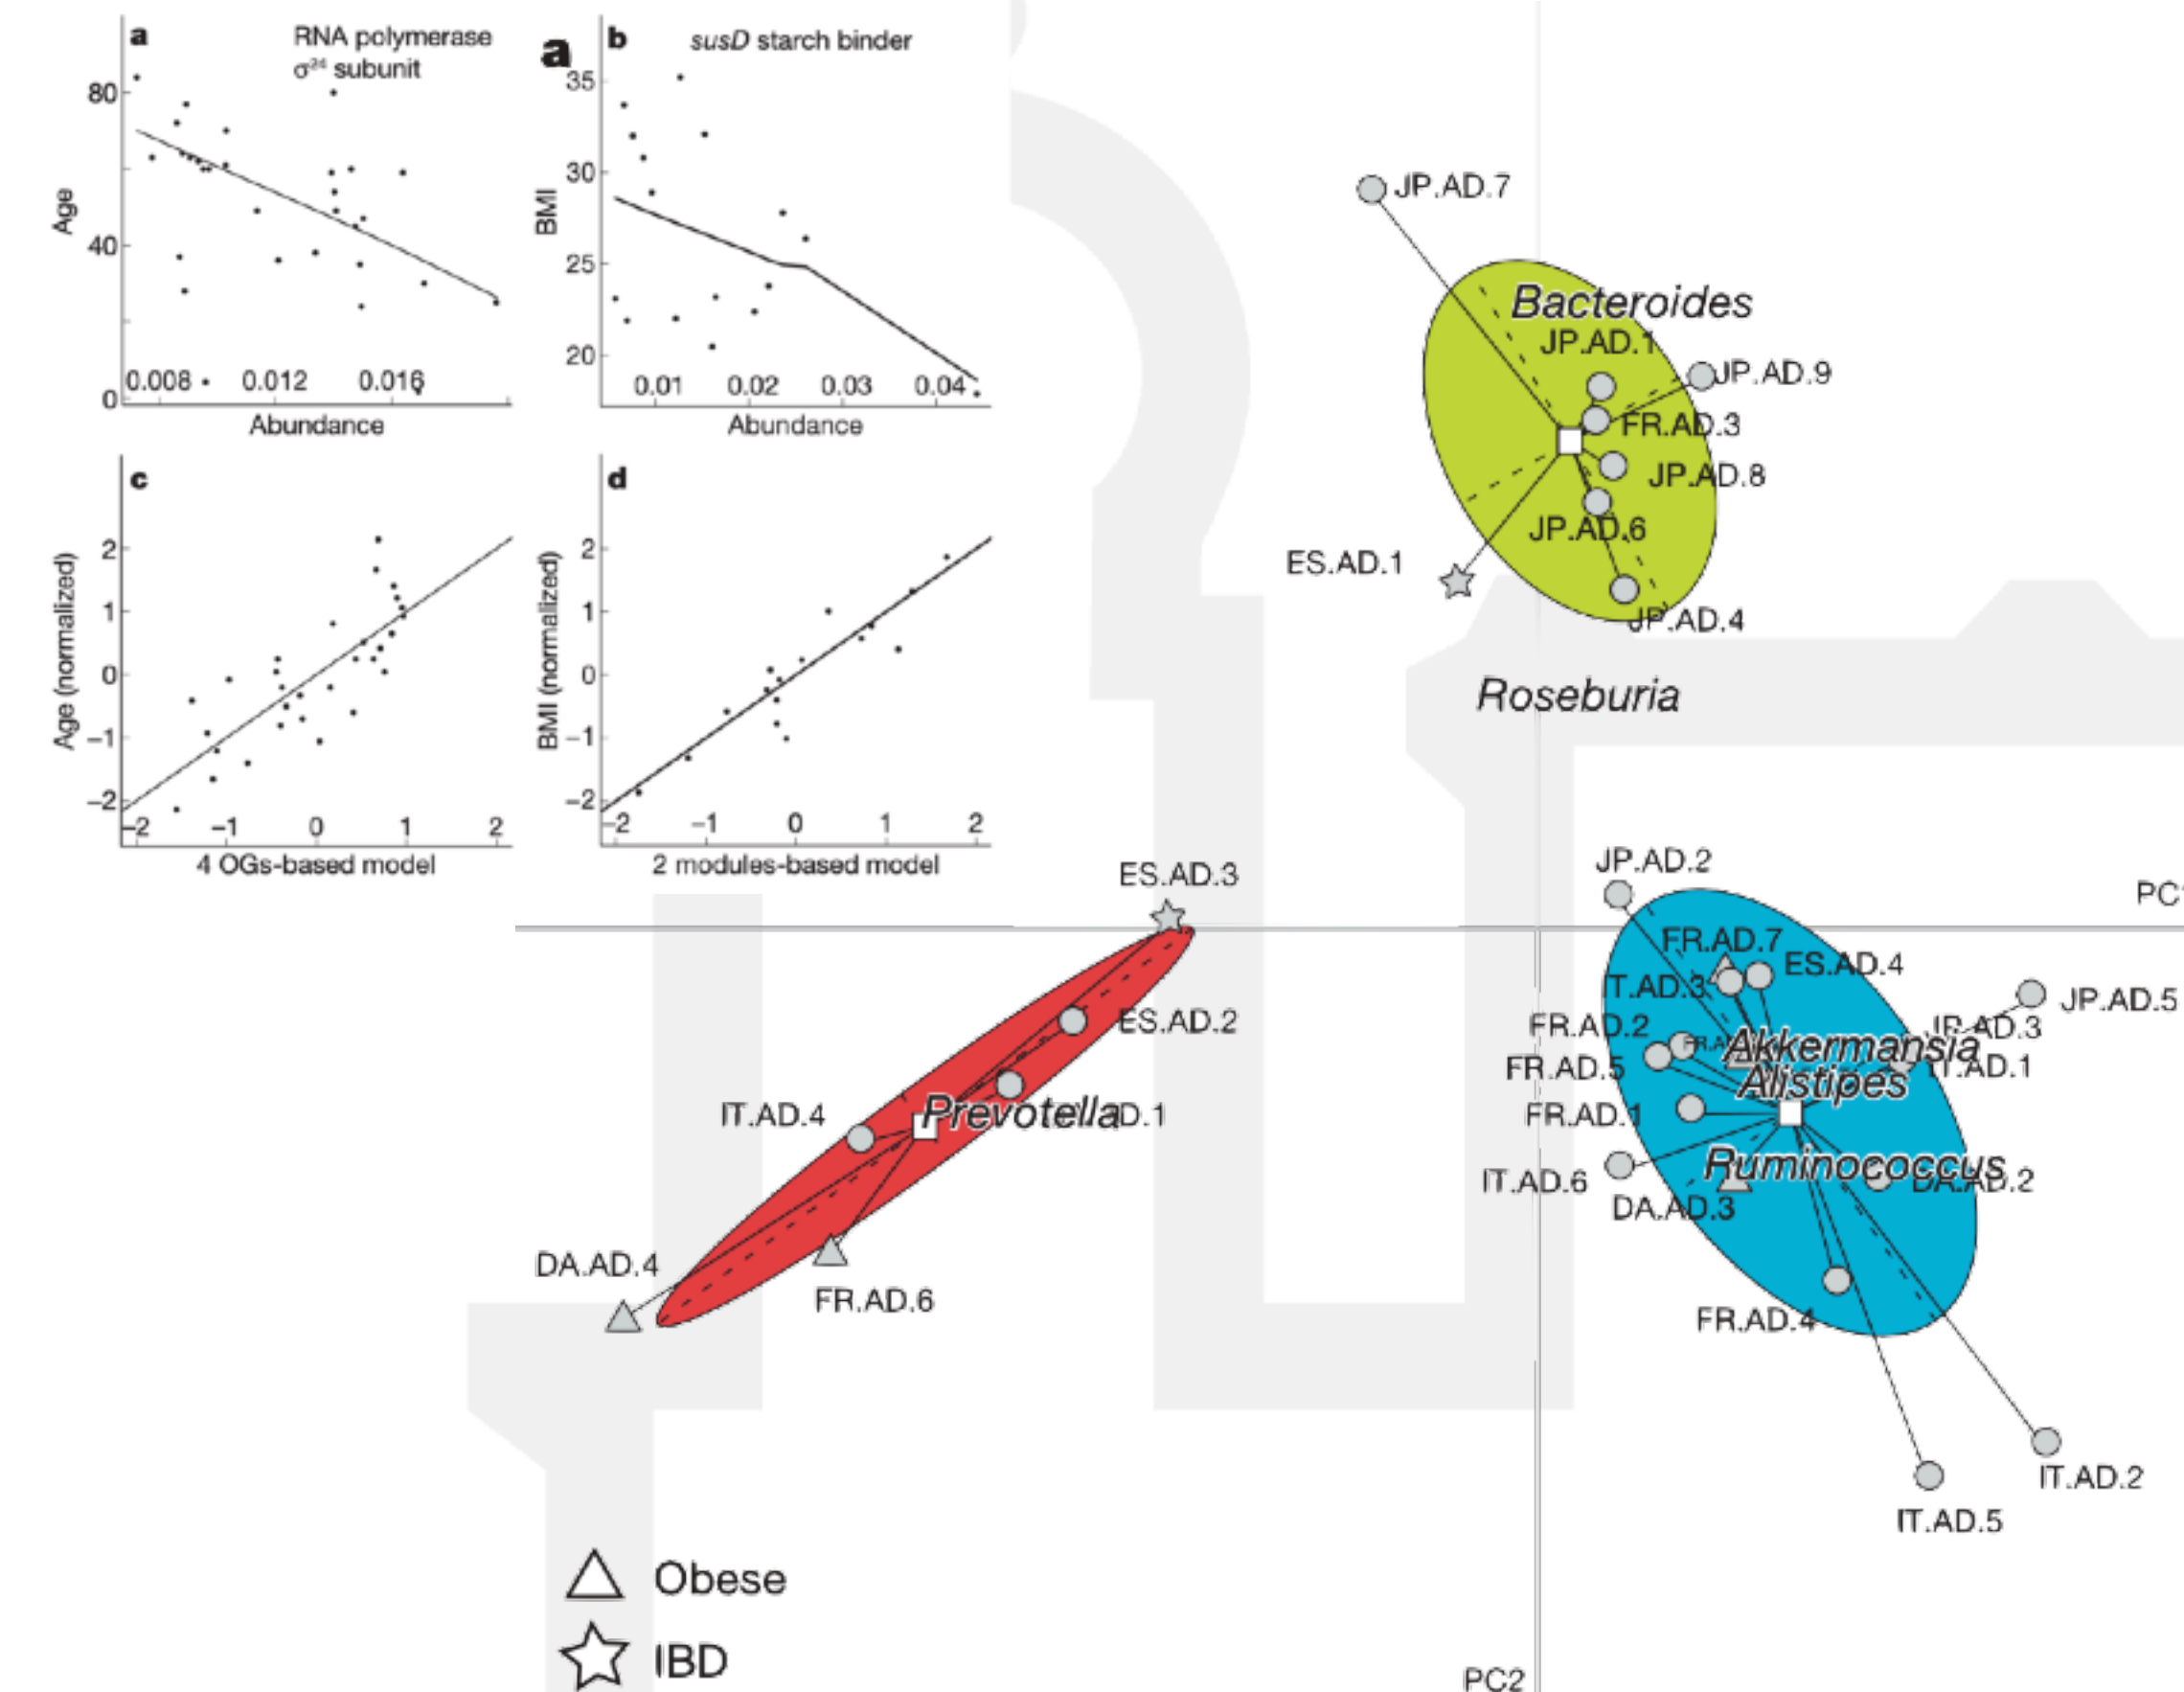 a
RNA polymerase
σ²⁴ subunit
80
40
0
Age
0.008
0.012
0.016
Abundance
a
b
susD starch binder
35
30
25
20
BMI
0.01
0.02
0.03
0.04
Abundance
c
2
1
0
−1
−2
Age (normalized)
−2
−1
0
1
2
4 OGs-based model
d
2
1
0
−1
−2
BMI (normalized)
−2
−1
0
1
2
2 modules-based model
JP.AD.7
Bacteroides
JP.AD.1
JP.AD.9
FR.AD.3
JP.AD.8
JP.AD.6
ES.AD.1
JP.AD.4
Roseburia
JP.AD.2
ES.AD.3
FR.AD.7
ES.AD.4
IT.AD.3
JP.AD.5
FR.AD.2
JP.AD.3
Akkermansia
FR.AD.5
IT.AD.1
Alistipes
FR.AD.1
Ruminococcus
IT.AD.6
DA.AD.2
DA.AD.3
FR.AD.4
IT.AD.2
IT.AD.5
ES.AD.2
Prevotella
IT.AD.4
DA.AD.4
FR.AD.6
Obese
IBD
PC2